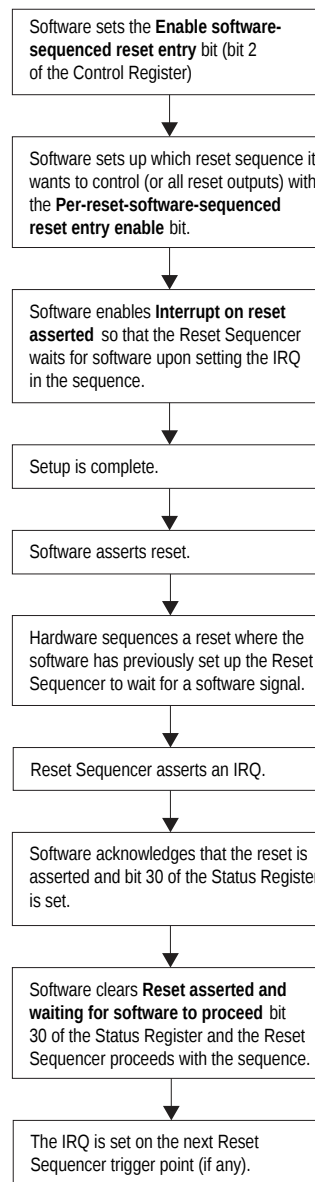 Software sets the Enable software-
sequenced reset entry bit (bit 2
of the Control Register)
Software sets up which reset sequence it
wants to control (or all reset outputs) with
the Per-reset-software-sequenced
reset entry enable bit.
Software enables Interrupt on reset
asserted so that the Reset Sequencer
waits for software upon setting the IRQ
in the sequence.
Setup is complete.
Software asserts reset.
Hardware sequences a reset where the
software has previously set up the Reset
Sequencer to wait for a software signal.
Reset Sequencer asserts an IRQ.
Software acknowledges that the reset is
asserted and bit 30 of the Status Register
is set.
Software clears Reset asserted and
waiting for software to proceed bit
30 of the Status Register and the Reset
Sequencer proceeds with the sequence.
The IRQ is set on the next Reset
Sequencer trigger point (if any).